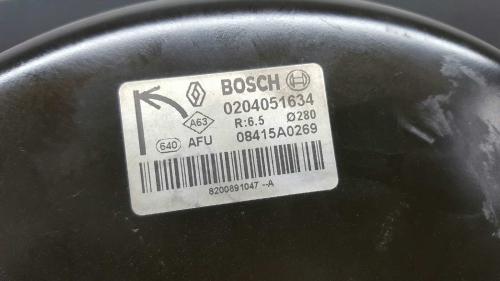 BOSCH
0204051634
A63
R:6.5 Ø280
640 AFU 08415A0269
8200891047--A